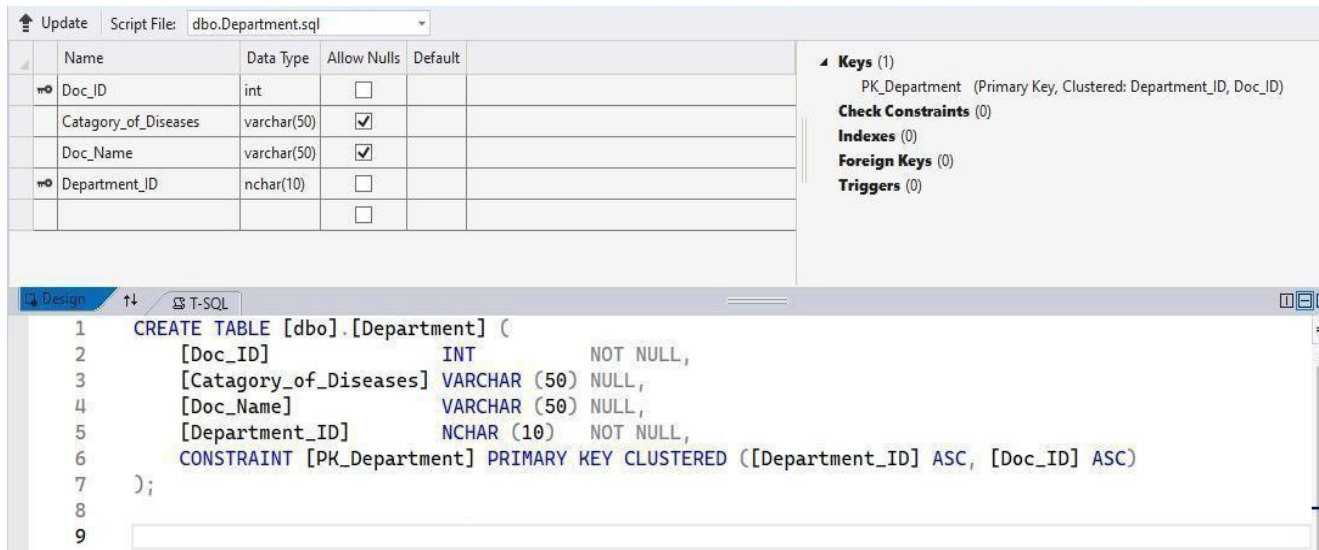 Update Script File: dbo.Department.sql
Name Data Type Allow Nulls Default
Doc_ID int
Catagory_of_Diseases varchar(50)
Doc_Name varchar(50)
Department_ID nchar(10)
Keys (1)
PK_Department (Primary Key, Clustered: Department_ID, Doc_ID)
Check Constraints (0)
Indexes (0)
Foreign Keys (0)
Triggers (0)
Design T-SQL
1 CREATE TABLE [dbo].[Department] (
2 [Doc_ID] INT NOT NULL,
3 [Catagory_of_Diseases] VARCHAR (50) NULL,
4 [Doc_Name] VARCHAR (50) NULL,
5 [Department_ID] NCHAR (10) NOT NULL,
6 CONSTRAINT [PK_Department] PRIMARY KEY CLUSTERED ([Department_ID] ASC, [Doc_ID] ASC)
7 );
8
9